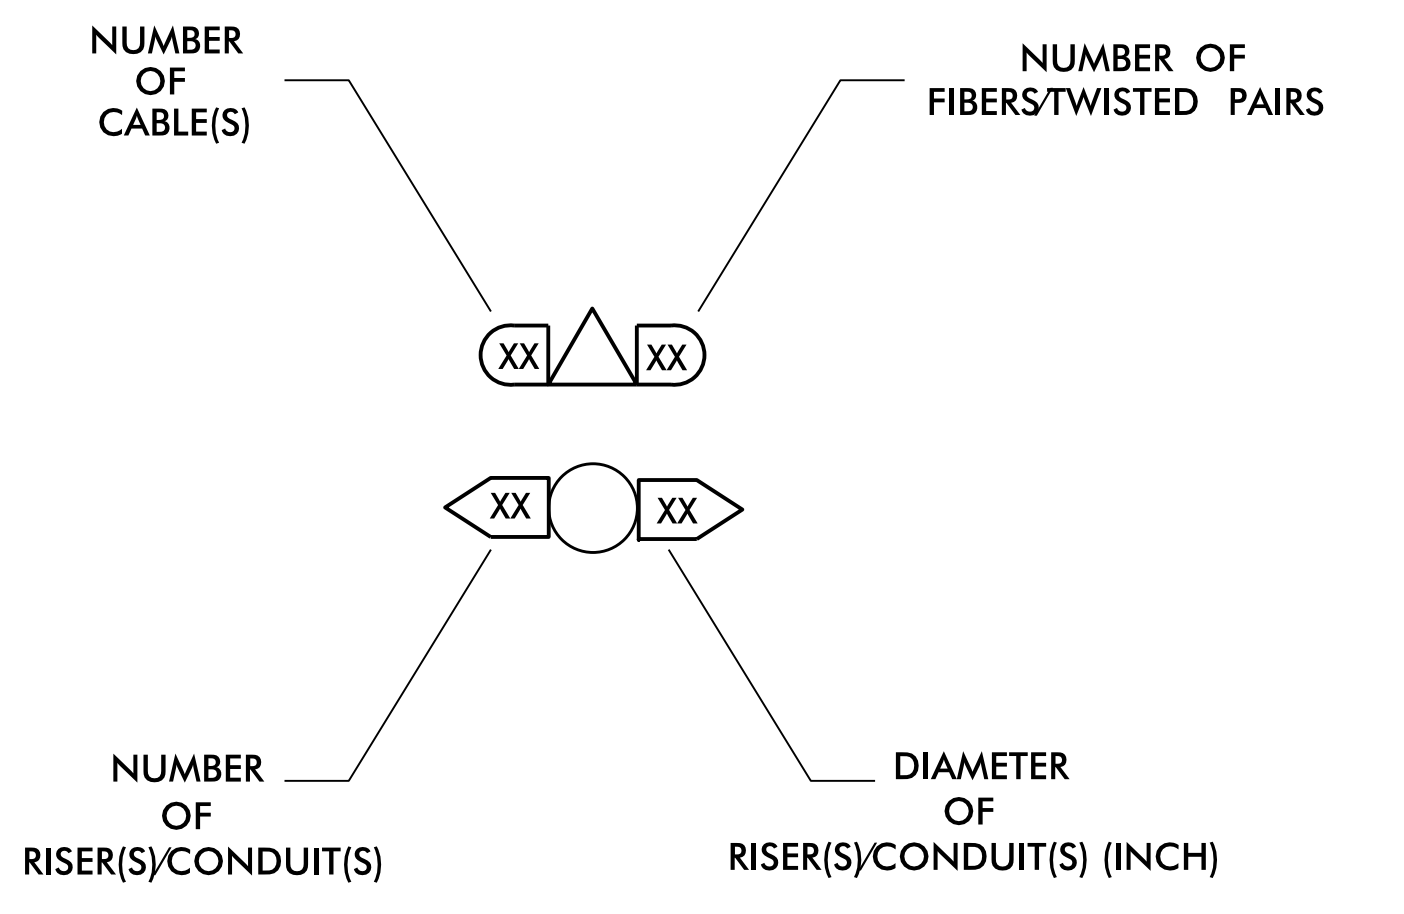 NUMBER
OF
CABLE(S)
NUMBER OF
FIBERS/TWISTED PAIRS
XX XX
XX XX
NUMBER
OF
RISER(S)/CONDUIT(S)
DIAMETER
OF
RISER(S)/CONDUIT(S) (INCH)